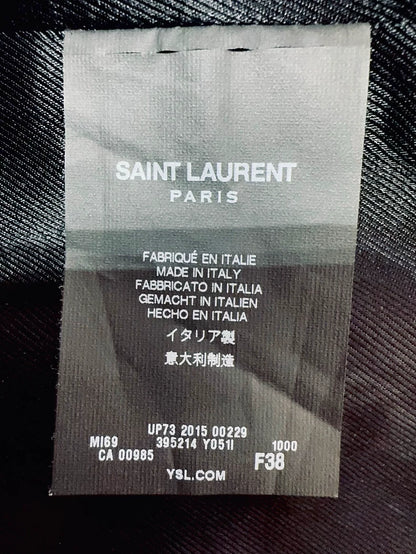 SAINT LAURENT
PARIS
FABRIQUÉ EN ITALIE
MADE IN ITALY
FABBRICATO IN ITALIA
GEMACHT IN ITALIEN
HECHO EN ITALIA
イタリア製
意大利制造
UP73 2015 00229
MI69 395214 Y051I 1000
CA 00985 F38
YSL.COM